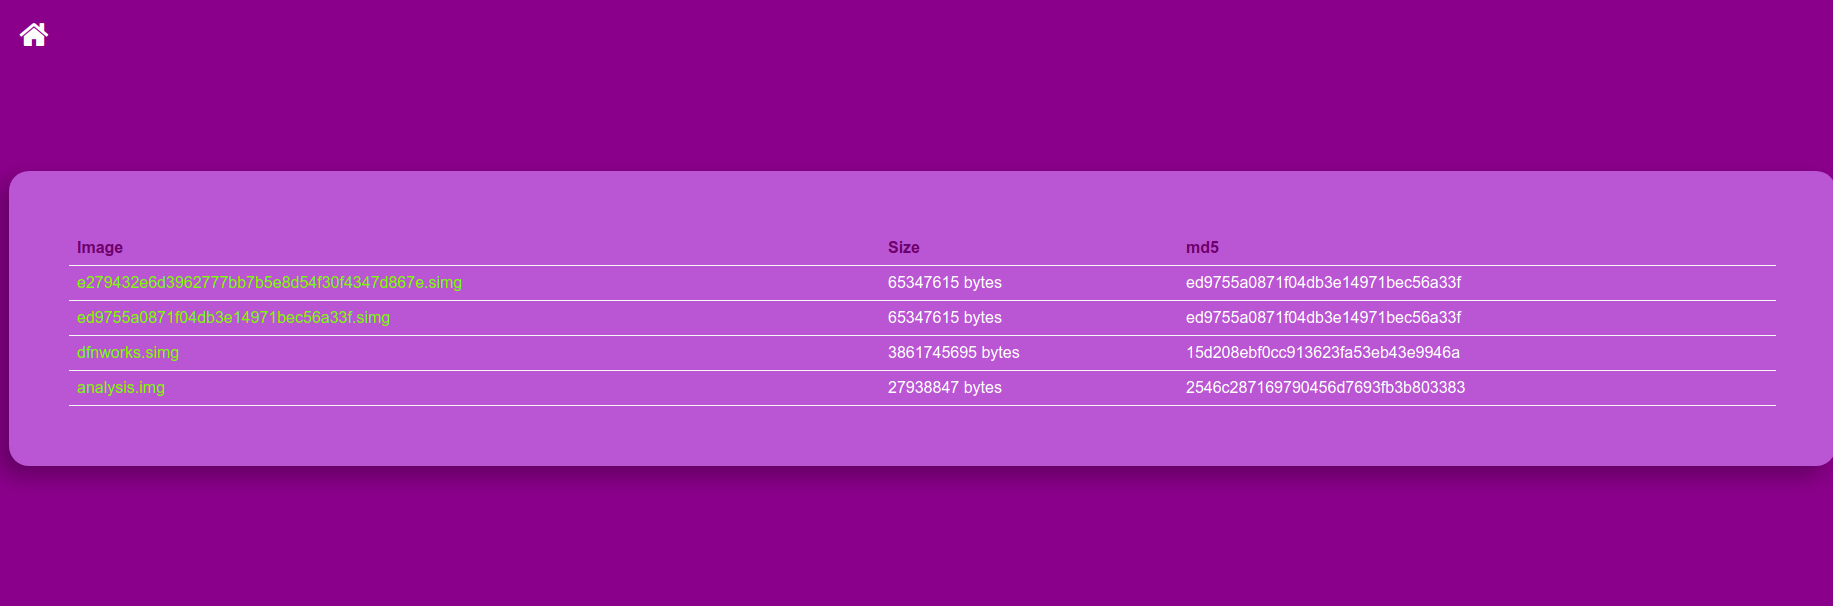 Image Size md5
e279432e6d3962777bb7b5e8d54f30f4347d867e.simg 65347615 bytes ed9755a0871f04db3e14971bec56a33f
ed9755a0871f04db3e14971bec56a33f.simg 65347615 bytes ed9755a0871f04db3e14971bec56a33f
dfnworks.simg 3861745695 bytes 15d208ebf0cc913623fa53eb43e9946a
analysis.img 27938847 bytes 2546c287169790456d7693fb3b803383